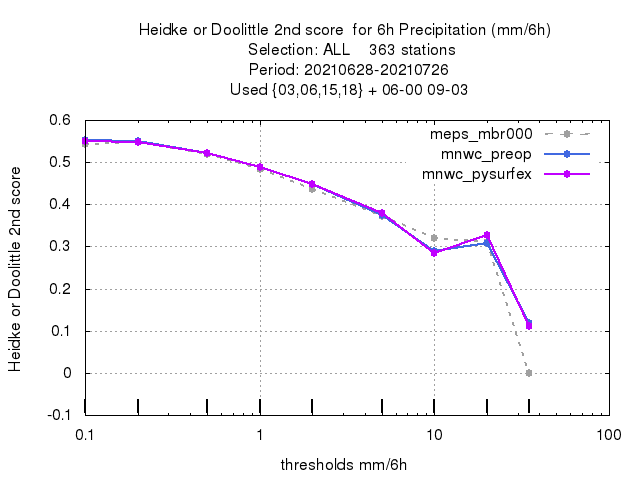 Heidke or Doolittle 2nd score  for 6h Precipitation (mm/6h)
Selection: ALL    363 stations
Period: 20210628-20210726
Used {03,06,15,18} + 06-00 09-03
meps_mbr000
mnwc_preop
mnwc_pysurfex
Heidke or Doolittle 2nd score
0.6
0.5
0.4
0.3
0.2
0.1
0
-0.1
0.1 1 10 100
thresholds mm/6h